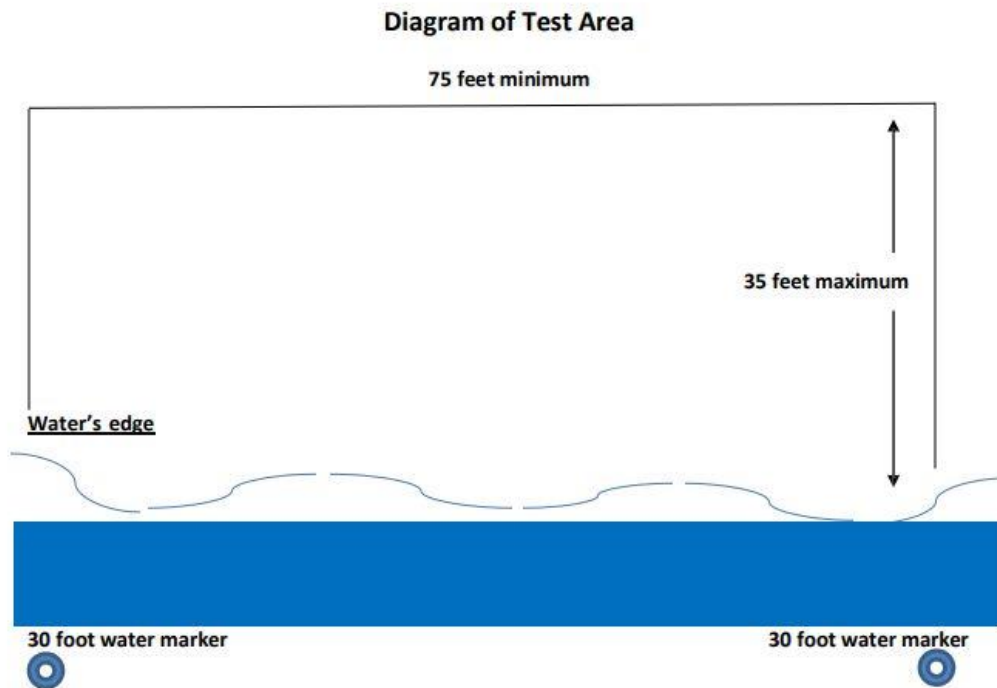 Diagram of Test Area
75 feet minimum
35 feet maximum
Water's edge
30 foot water marker
30 foot water marker